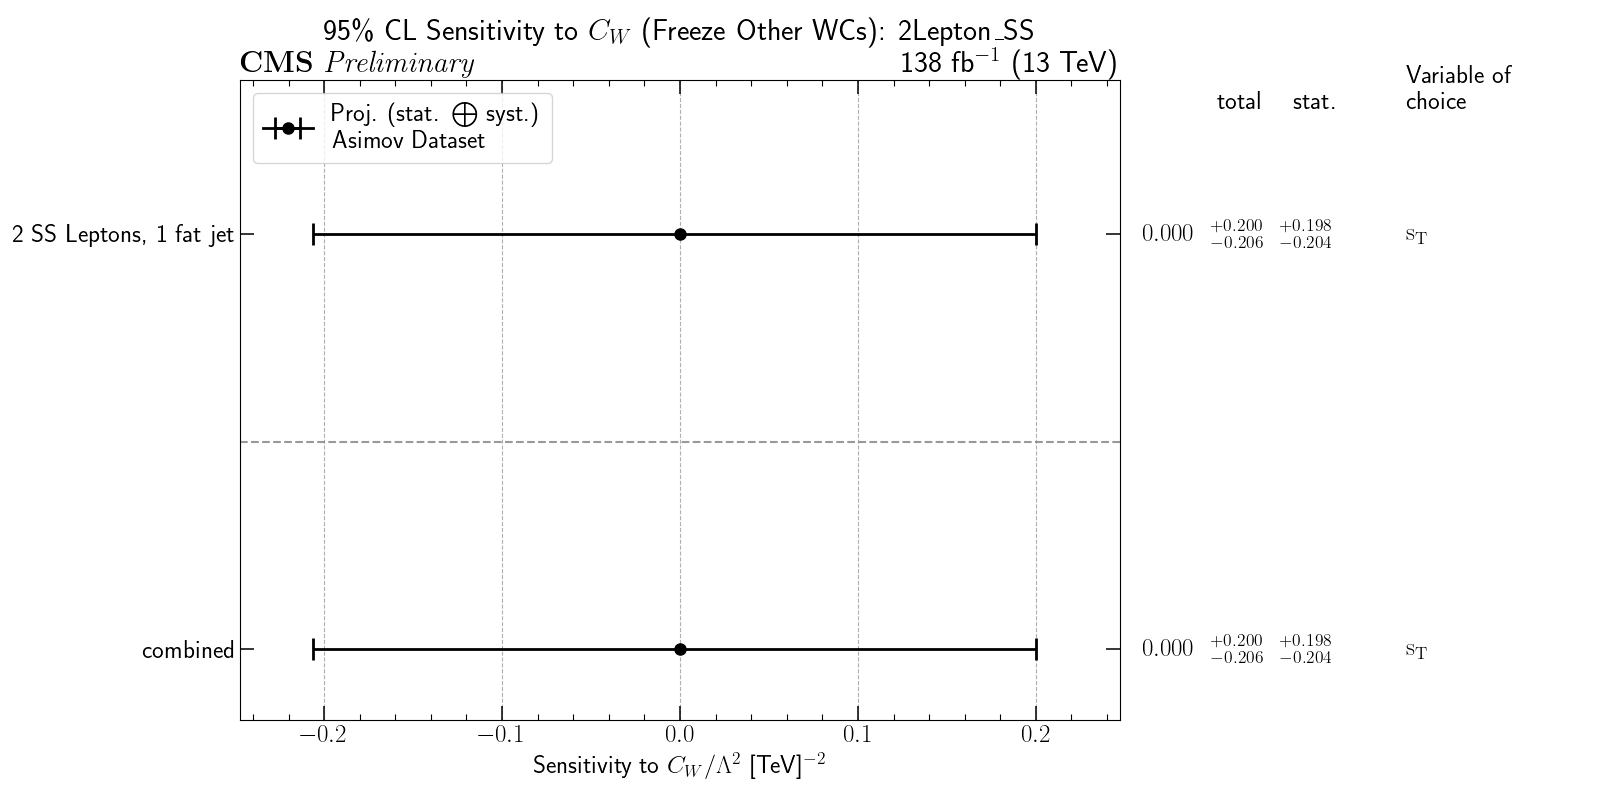 95% CL Sensitivity to $C_W$ (Freeze Other WCs): 2Lepton_SS
CMS Preliminary 138 fb$^{-1}$ (13 TeV)
Proj. (stat. ⨁ syst.)
Asimov Dataset
total stat. Variable of
choice
2 SS Leptons, 1 fat jet 0.000 $^{+0.200}_{-0.206}$ $^{+0.198}_{-0.204}$ s$_T$
combined 0.000 $^{+0.200}_{-0.206}$ $^{+0.198}_{-0.204}$ s$_T$
−0.2 −0.1 0.0 0.1 0.2
Sensitivity to $C_W/\Lambda^2$ [TeV]$^{-2}$